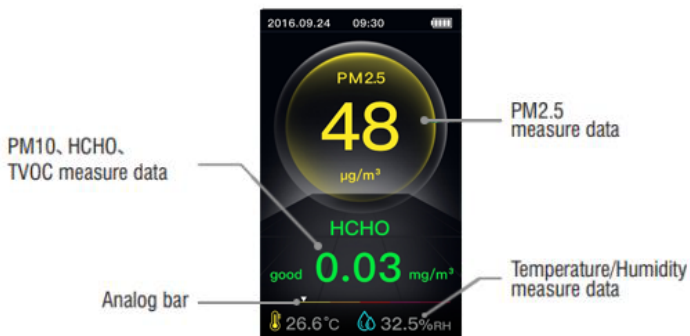 2016.09.24 09:30
PM2.5
48
µg/m³
PM2.5
measure data
PM10、HCHO、
TVOC measure data
HCHO
good 0.03 mg/m³
Analog bar
Temperature/Humidity
measure data
26.6°C 32.5%RH